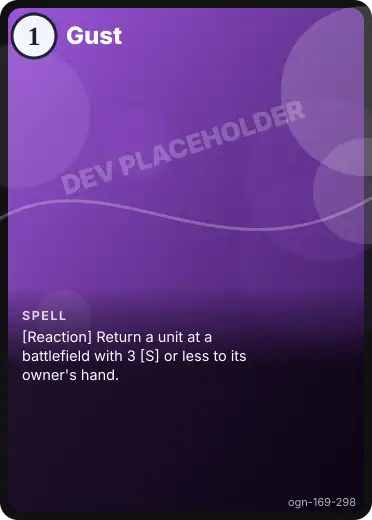 1 Gust
DEV PLACEHOLDER
SPELL
[Reaction] Return a unit at a
battlefield with 3 [S] or less to its
owner's hand.
ogn-169-298